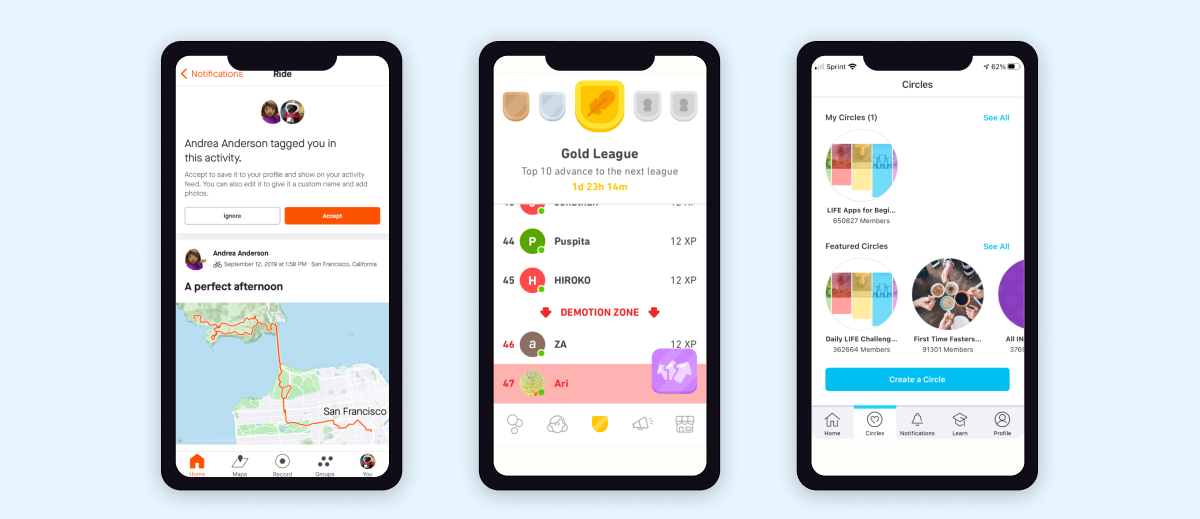 Notifications
Ride
Andrea Anderson tagged you in
this activity.
Accept to save it to your profile and show on your activity
feed. You can also edit it to give it a custom name and add
photos.
Ignore
Accept
Andrea Anderson
September 12, 2019 at 1:58 PM · San Francisco, California
A perfect afternoon
San Francisco
Home
Maps
Record
Groups
You
Gold League
Top 10 advance to the next league
1d 23h 14m
44 P Puspita 12 XP
45 H HIROKO 12 XP
DEMOTION ZONE
46 a ZA 12 XP
47 Ari
Sprint 62%
Circles
My Circles (1) See All
LIFE Apps for Begi...
650827 Members
Featured Circles See All
Daily LIFE Challeng...
362664 Members
First Time Fasters...
91301 Members
All IN
Create a Circle
Home
Circles
Notifications
Learn
Profile